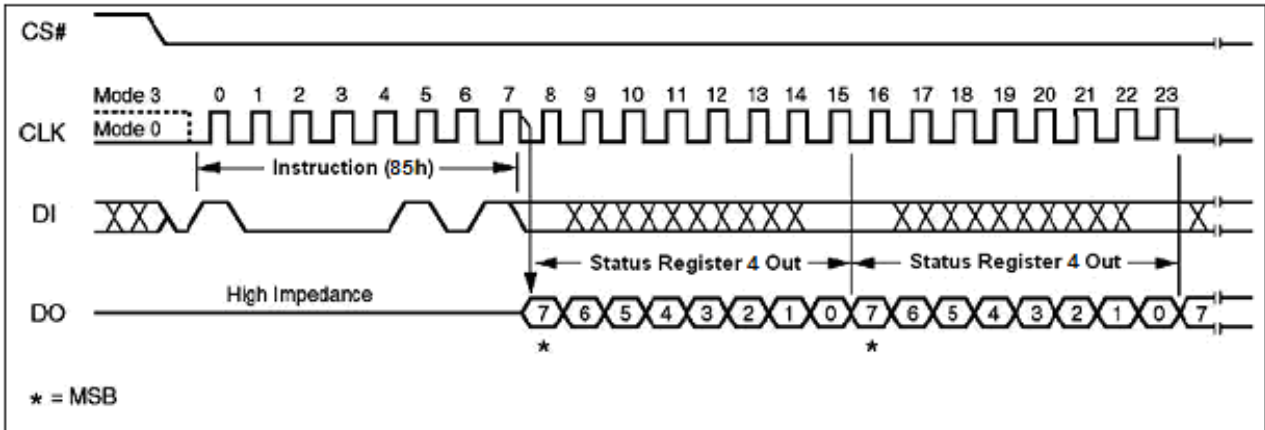 CS#
Mode 3 0 1 2 3 4 5 6 7 8 9 10 11 12 13 14 15 16 17 18 19 20 21 22 23
CLK Mode 0
Instruction (85h)
DI
Status Register 4 Out Status Register 4 Out
High Impedance
DO 7 6 5 4 3 2 1 0 7 6 5 4 3 2 1 0 7
* *
* = MSB